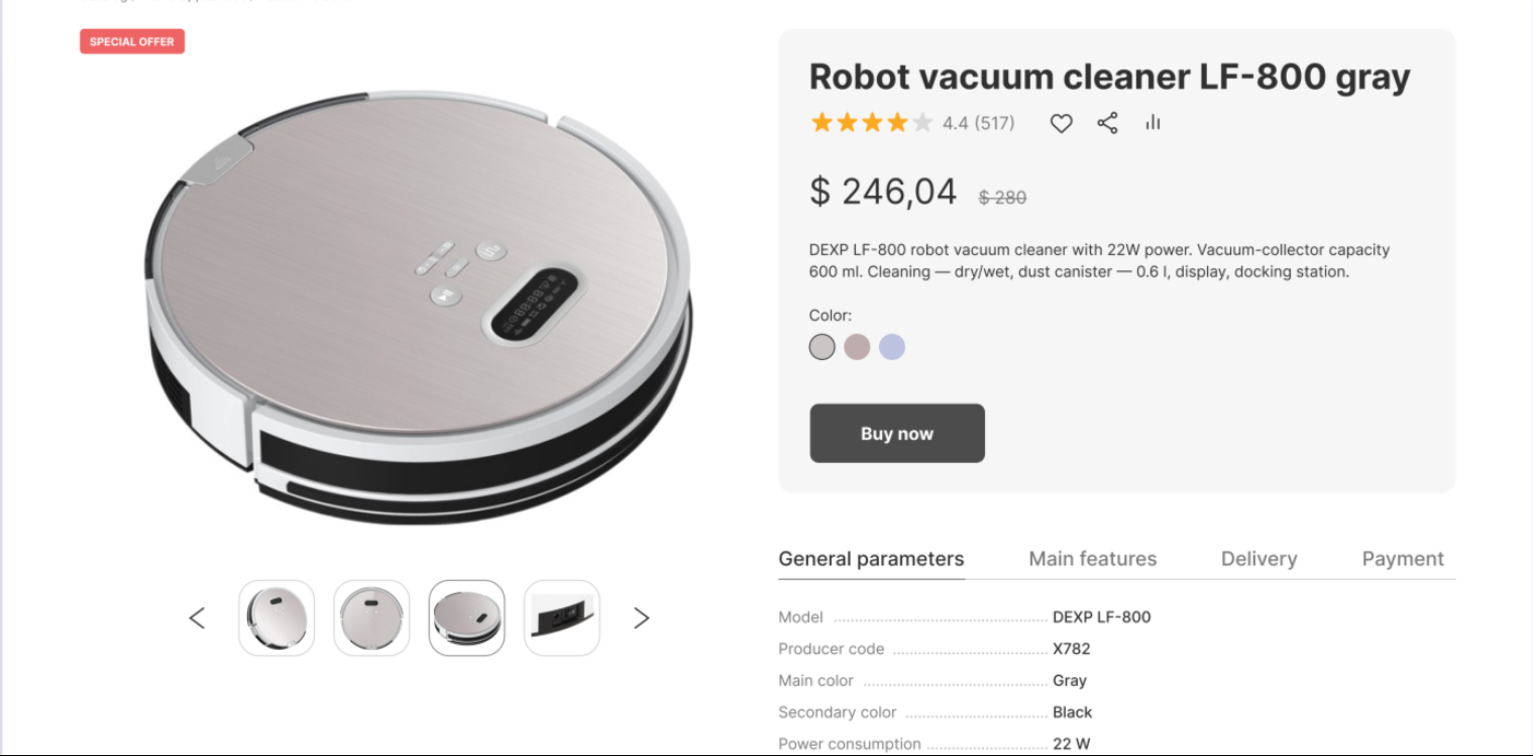 SPECIAL OFFER
Robot vacuum cleaner LF-800 gray
4.4 (517)
$ 246,04 $ 280
DEXP LF-800 robot vacuum cleaner with 22W power. Vacuum-collector capacity
600 ml. Cleaning — dry/wet, dust canister — 0.6 l, display, docking station.
Color:
Buy now
General parameters Main features Delivery Payment
Model DEXP LF-800
Producer code X782
Main color Gray
Secondary color Black
Power consumption 22 W